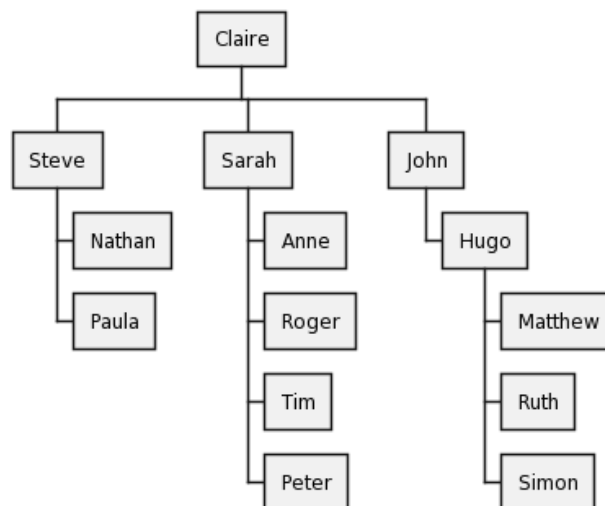 Claire
Steve
Sarah
John
Nathan
Anne
Hugo
Paula
Roger
Matthew
Tim
Ruth
Peter
Simon